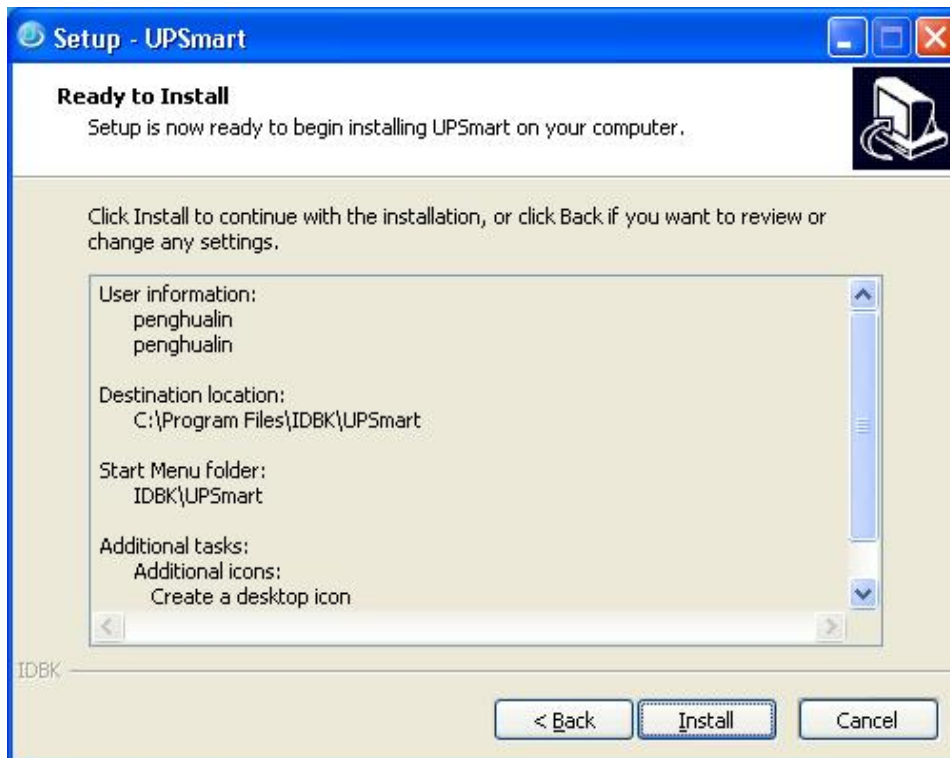 Setup - UPSmart
Ready to Install
Setup is now ready to begin installing UPSmart on your computer.
Click Install to continue with the installation, or click Back if you want to review or
change any settings.
User information:
penghualin
penghualin
Destination location:
C:\Program Files\IDBK\UPSmart
Start Menu folder:
IDBK\UPSmart
Additional tasks:
Additional icons:
Create a desktop icon
IDBK
< Back
Install
Cancel